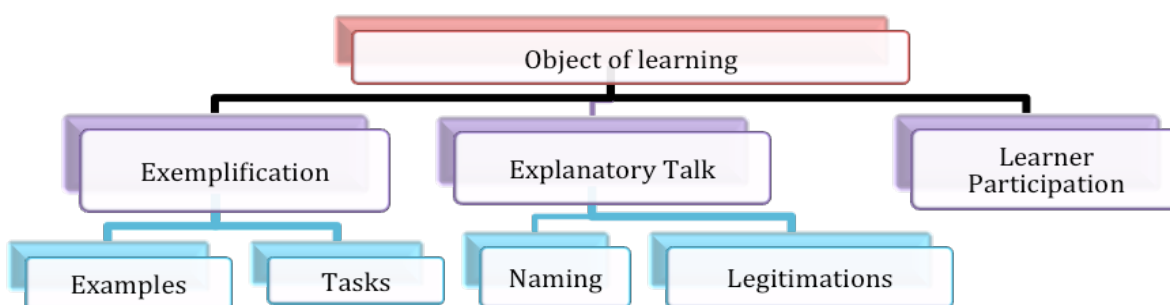 Object of learning
Exemplification
Explanatory Talk
Learner
Participation
Examples
Tasks
Naming
Legitimations